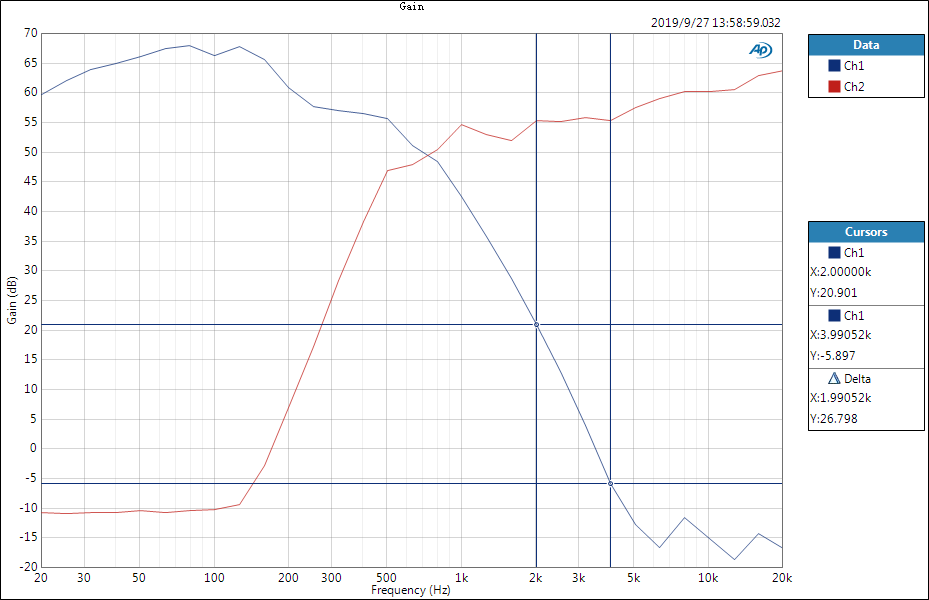 Gain
2019/9/27 13:58:59.032
AP
Data
Ch1
Ch2
Cursors
Ch1
X:2.00000k
Y:20.901
Ch1
X:3.99052k
Y:-5.897
Delta
X:1.99052k
Y:26.798
Gain (dB)
70
65
60
55
50
45
40
35
30
25
20
15
10
5
0
-5
-10
-15
-20
20 30 50 100 200 300 500 1k 2k 3k 5k 10k 20k
Frequency (Hz)